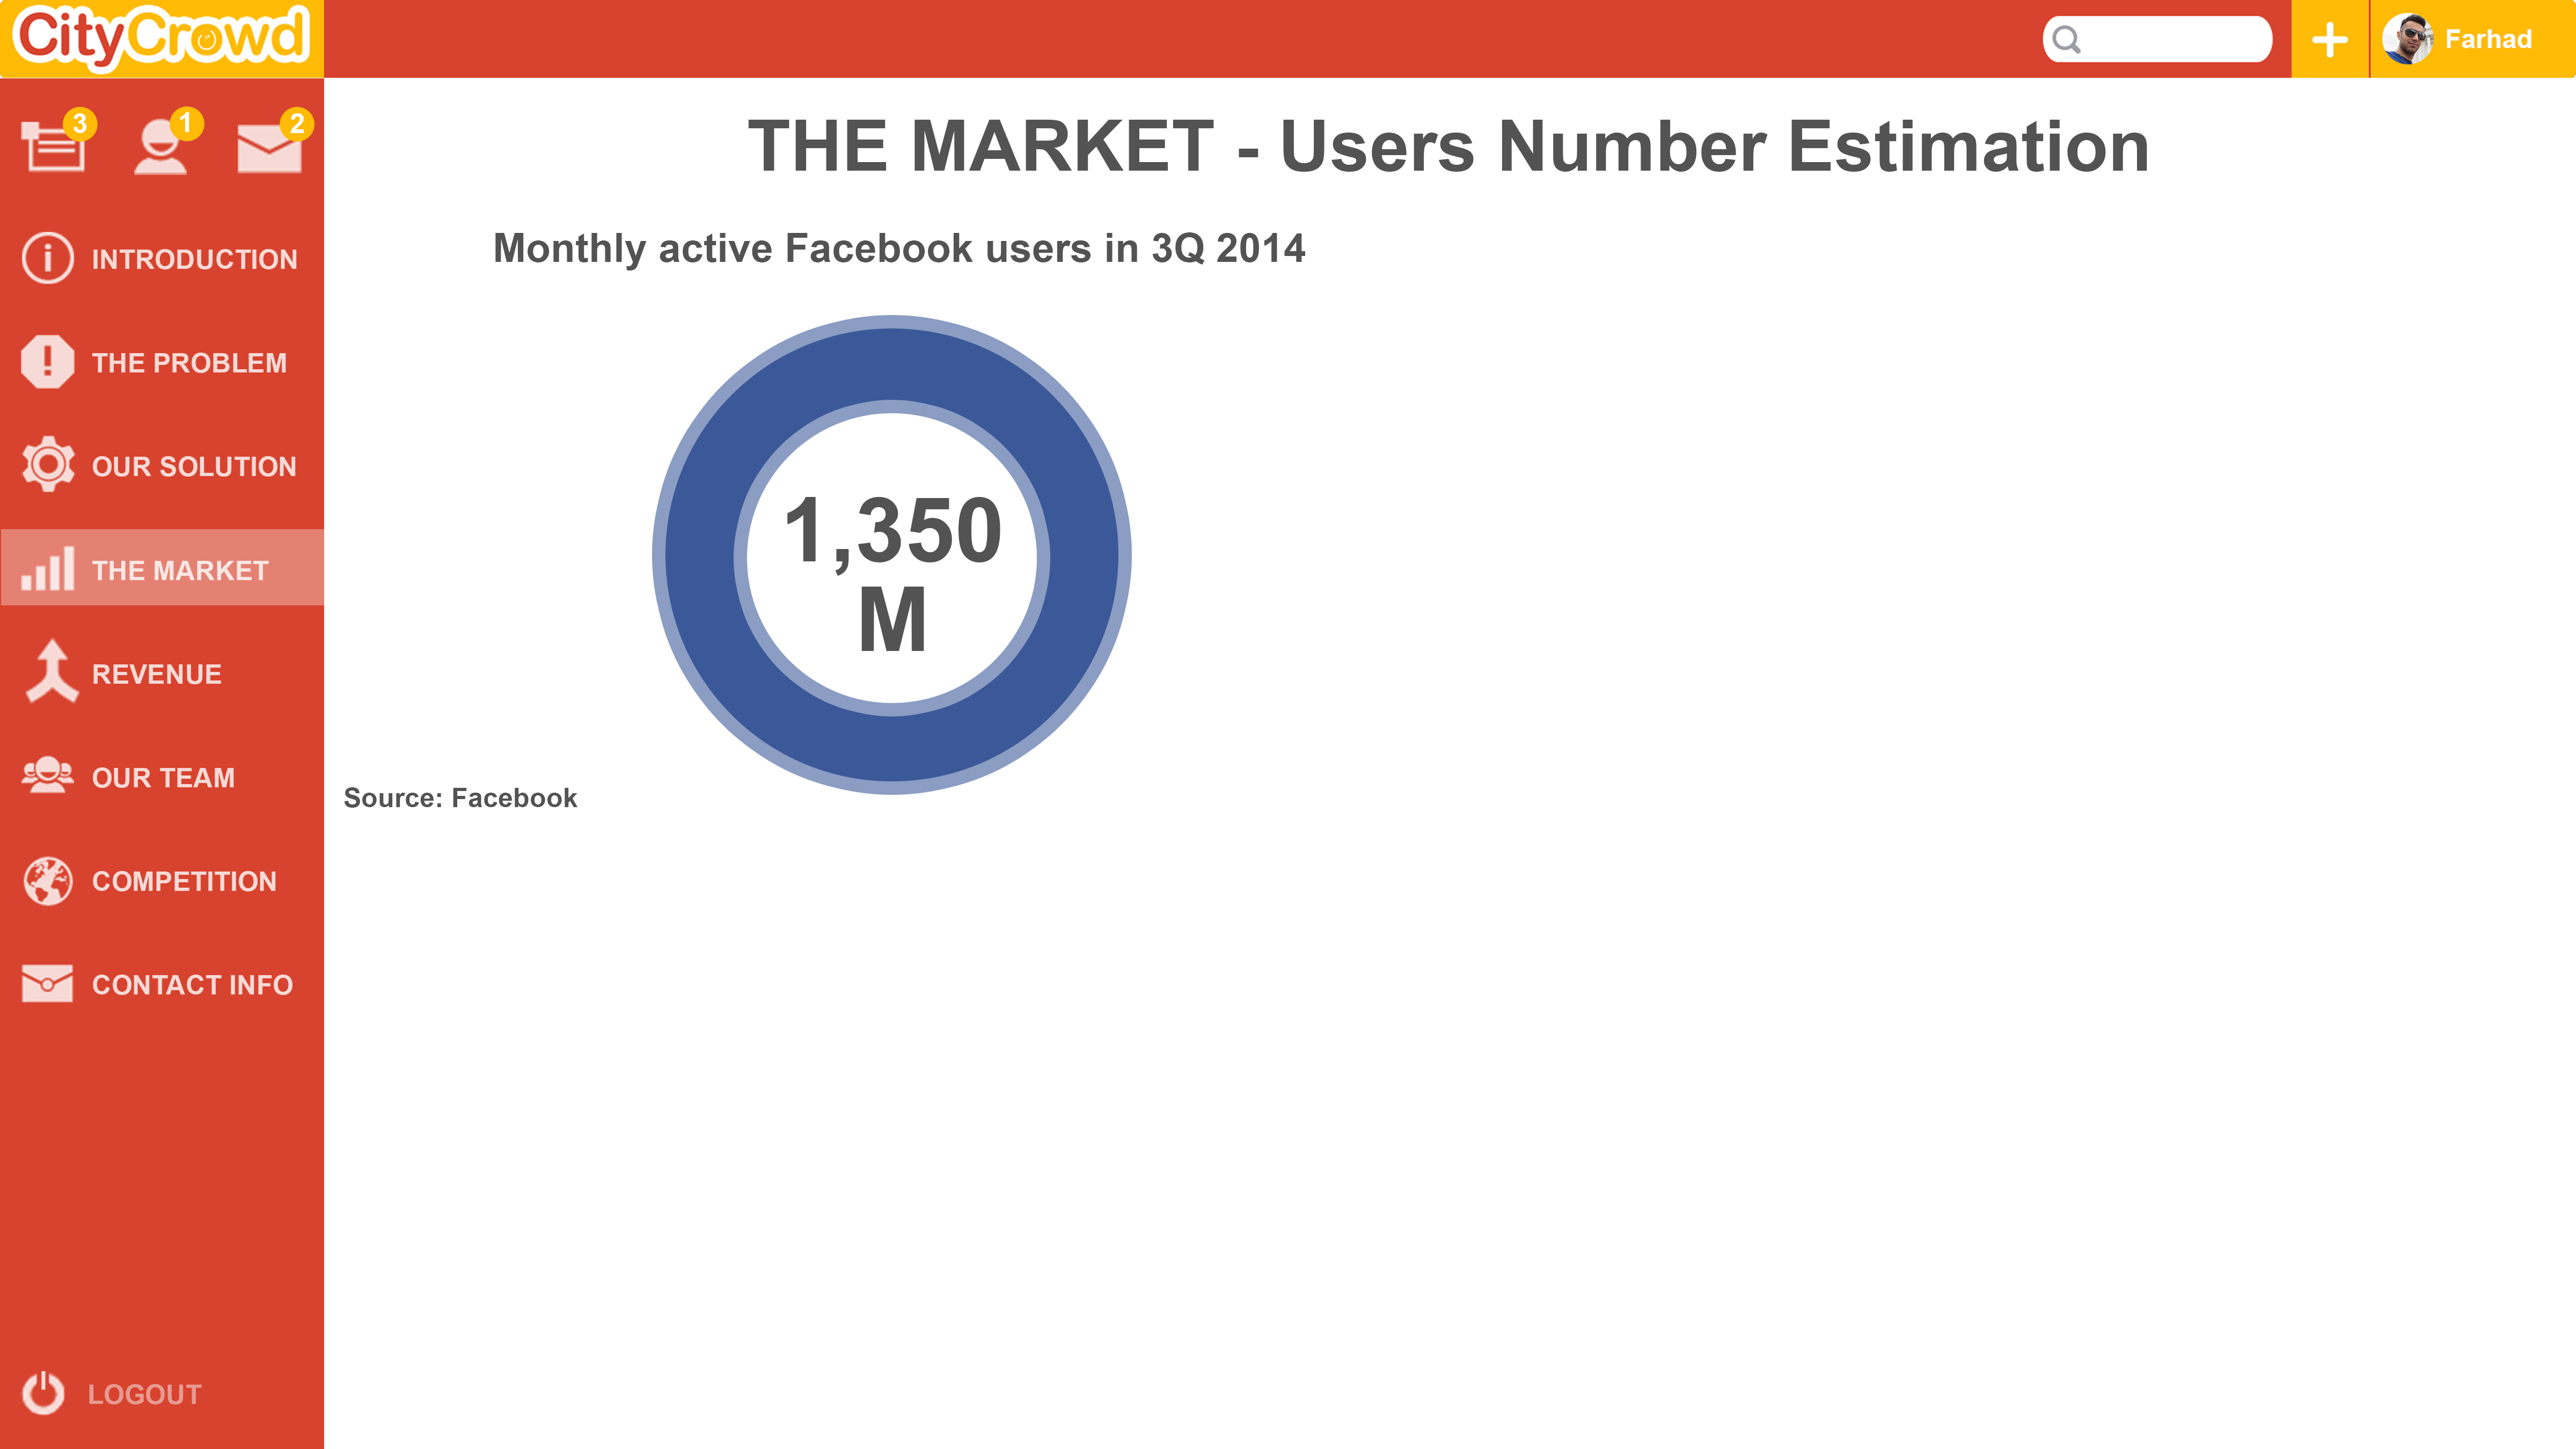 CityCrowd
Farhad
3
1
2
THE MARKET - Users Number Estimation
INTRODUCTION
THE PROBLEM
OUR SOLUTION
THE MARKET
REVENUE
OUR TEAM
COMPETITION
CONTACT INFO
LOGOUT
Monthly active Facebook users in 3Q 2014
1,350
M
Source: Facebook